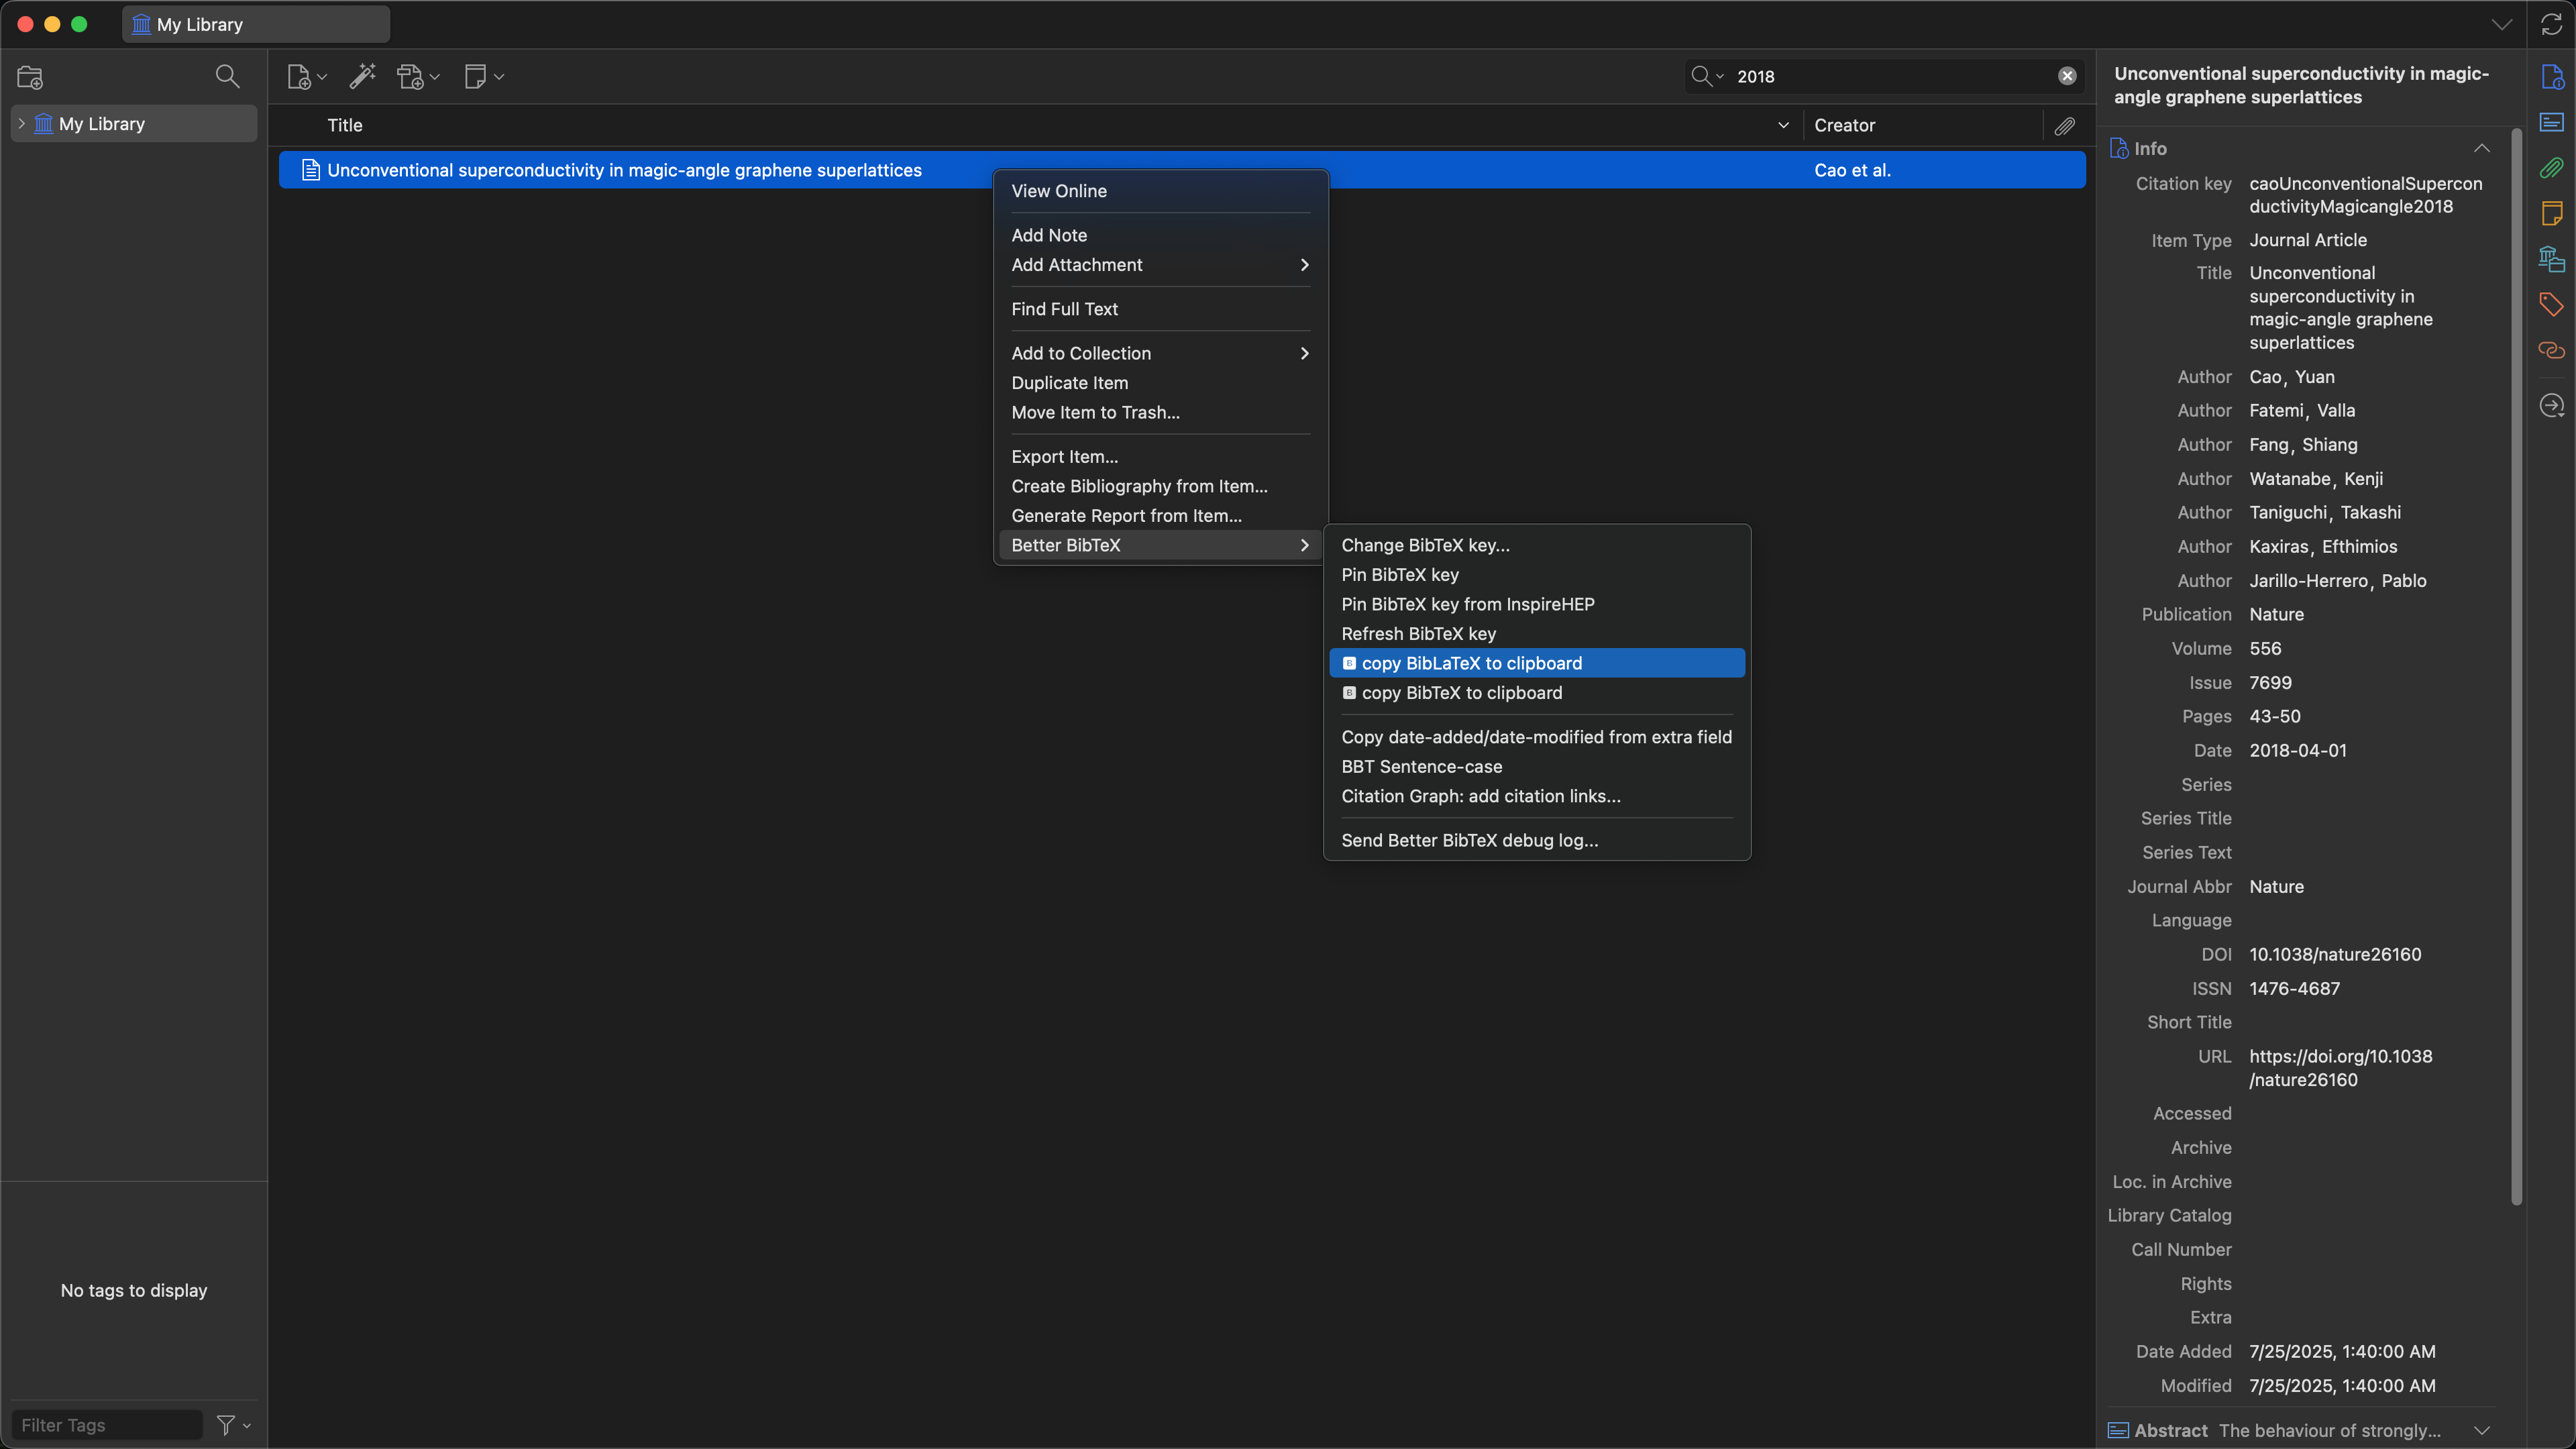 My Library
My Library
2018
Title
Creator
Unconventional superconductivity in magic-angle graphene superlattices
Cao et al.
View Online
Add Note
Add Attachment
Find Full Text
Add to Collection
Duplicate Item
Move Item to Trash...
Export Item...
Create Bibliography from Item...
Generate Report from Item...
Better BibTeX
Change BibTeX key...
Pin BibTeX key
Pin BibTeX key from InspireHEP
Refresh BibTeX key
B copy BibLaTeX to clipboard
B copy BibTeX to clipboard
Copy date-added/date-modified from extra field
BBT Sentence-case
Citation Graph: add citation links...
Send Better BibTeX debug log...
No tags to display
Filter Tags
Unconventional superconductivity in magic-
angle graphene superlattices
Info
Citation key caoUnconventionalSupercon
ductivityMagicangle2018
Item Type Journal Article
Title Unconventional
superconductivity in
magic-angle graphene
superlattices
Author Cao, Yuan
Author Fatemi, Valla
Author Fang, Shiang
Author Watanabe, Kenji
Author Taniguchi, Takashi
Author Kaxiras, Efthimios
Author Jarillo-Herrero, Pablo
Publication Nature
Volume 556
Issue 7699
Pages 43-50
Date 2018-04-01
Series
Series Title
Series Text
Journal Abbr Nature
Language
DOI 10.1038/nature26160
ISSN 1476-4687
Short Title
URL https://doi.org/10.1038
/nature26160
Accessed
Archive
Loc. in Archive
Library Catalog
Call Number
Rights
Extra
Date Added 7/25/2025, 1:40:00 AM
Modified 7/25/2025, 1:40:00 AM
Abstract The behaviour of strongly...